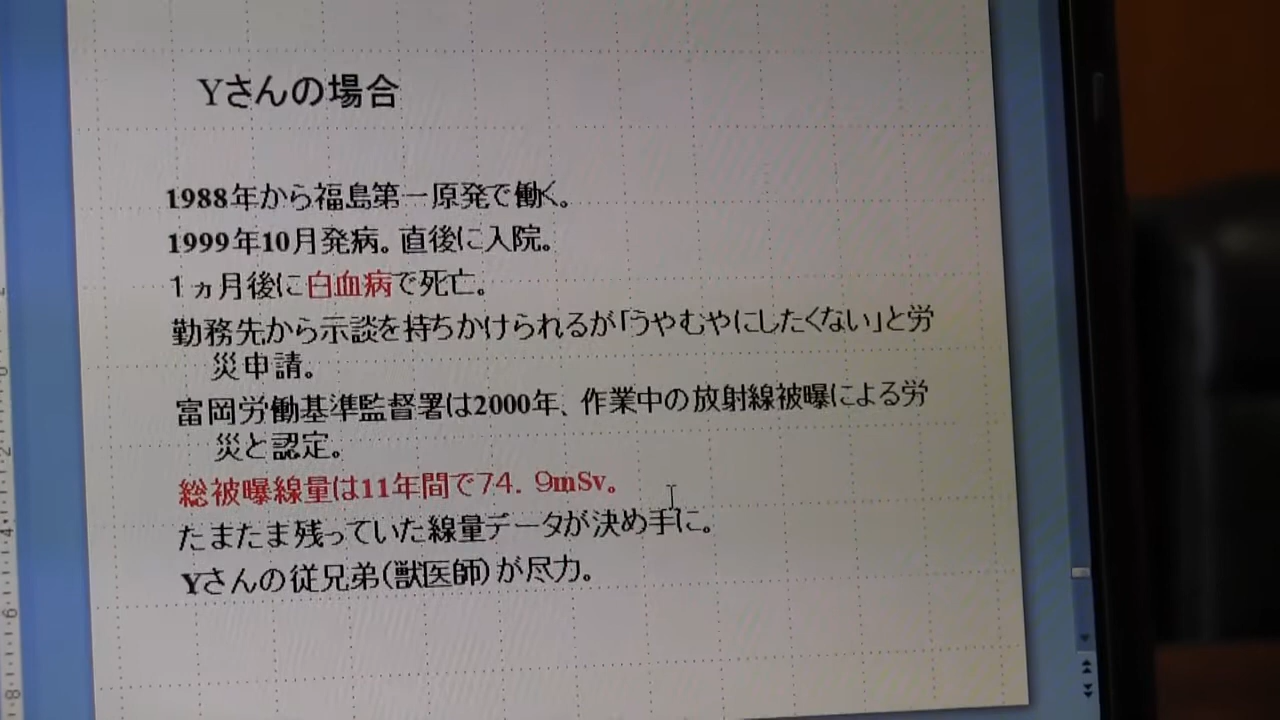 Yさんの場合
1988年から福島第一原発で働く。
1999年10月発病。直後に入院。
1ヵ月後に白血病で死亡。
勤務先から示談を持ちかけられるが「うやむやにしたくない」と労
災申請。
富岡労働基準監督署は2000年、作業中の放射線被曝による労
災と認定。
総被曝線量は11年間で74．9mSv。
たまたま残っていた線量データが決め手に。
Yさんの従兄弟(獣医師)が尽力。